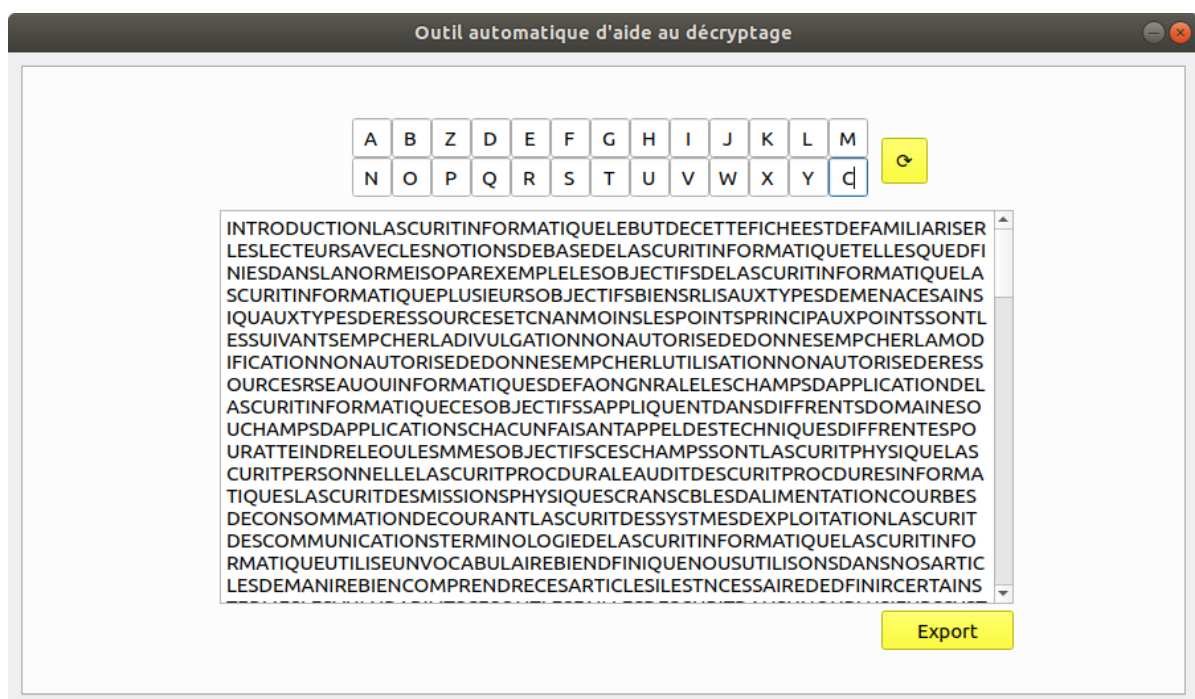 Outil automatique d'aide au décryptage
A B Z D E F G H I J K L M
N O P Q R S T U V W X Y C
⟳
INTRODUCTIONLASCURITINFORMATIQUELEBUTDECETTEFICHEESTDEFAMILIARISER
LESLECTEURSAVECLESNOTIONSDEBASEDELASCURITINFORMATIQUETELLESQUEDFI
NIESDANSLANORMEISOPAREXEMPLELESOBJECTIFSDELASCURITINFORMATIQUELA
SCURITINFORMATIQUEPLUSIEURSOBJECTIFSBIENSRLISAUXTYPESDEMENACESAINS
IQUAUXTYPESDERESSOURCESETCNANMOINSLESPOINTSPRINCIPAUXPOINTSSONTL
ESSUIVANTSEMPCHERLADIVULGATIONNONAUTORISEDEDONNESEMPCHERLAMOD
IFICATIONNONAUTORISEDEDONNESEMPCHERLUTILISATIONNONAUTORISEDERESS
OURCESRSEAUOUINFORMATIQUESDEFAONGNRALELESCHAMPSDAPPLICATIONDEL
ASCURITINFORMATIQUECESOBJECTIFSSAPPLIQUENTDANSDIFFRENTSDOMAINESO
UCHAMPSDAPPLICATIONSCHACUNFAISANTAPPELDESTECHNIQUESDIFFRENTESPO
URATTEINDRELEOULESMMESOBJECTIFSCESCHAMPSSONTLASCURITPHYSIQUELAS
CURITPERSONNELLELASCURITPROCDURALEAUDITDESCURITPROCDURESINFORMA
TIQUESLASCURITDESMISSIONSPHYSIQUESCRANSCBLESDALIMENTATIONCOURBES
DECONSOMMATIONDECOURANTLASCURITDESSYSTMESDEXPLOITATIONLASCURIT
DESCOMMUNICATIONSTERMINOLOGIEDELASCURITINFORMATIQUELASCURITINFO
RMATIQUEUTILISEUNVOCABULAIREBIENDFINIQUENOUSUTILISONSDANSNOSARTIC
LESDEMANIREBIENCOMPRENDRECESARTICLESILESTNCESSAIREDEDFINIRCERTAINS
Export